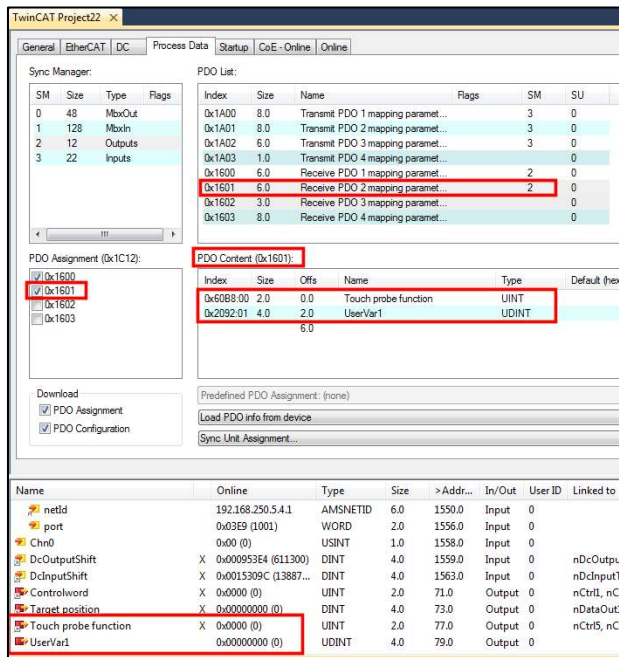 TwinCAT Project22
General EtherCAT DC Process Data Startup CoE - Online Online
Sync Manager:
SM Size Type Flags
0 48 MbxOut
1 128 MbxIn
2 12 Outputs
3 22 Inputs
PDO List:
Index Size Name Flags SM SU
0x1A00 8.0 Transmit PDO 1 mapping paramet... 3 0
0x1A01 8.0 Transmit PDO 2 mapping paramet... 3 0
0x1A02 6.0 Transmit PDO 3 mapping paramet... 3 0
0x1A03 1.0 Transmit PDO 4 mapping paramet... 0
0x1600 6.0 Receive PDO 1 mapping paramet... 2 0
0x1601 6.0 Receive PDO 2 mapping paramet... 2 0
0x1602 3.0 Receive PDO 3 mapping paramet... 0
0x1603 8.0 Receive PDO 4 mapping paramet... 0
PDO Assignment (0x1C12):
0x1600
0x1601
0x1602
0x1603
PDO Content (0x1601):
Index Size Offs Name Type Default (hex
0x60B8:00 2.0 0.0 Touch probe function UINT
0x2092:01 4.0 2.0 UserVar1 UDINT
6.0
Download
PDO Assignment
PDO Configuration
Predefined PDO Assignment: (none)
Load PDO info from device
Sync Unit Assignment...
Name Online Type Size >Addr... In/Out User ID Linked to
netId 192.168.250.5.4.1 AMSNETID 6.0 1550.0 Input 0
port 0x03E9 (1001) WORD 2.0 1556.0 Input 0
Chn0 0x00 (0) USINT 1.0 1558.0 Input 0
DcOutputShift X 0x000953E4 (611300) DINT 4.0 1559.0 Input 0 nDcOutpu
DcInputShift X 0x0015309C (13887... DINT 4.0 1563.0 Input 0 nDcInputT
Controlword X 0x0000 (0) UINT 2.0 71.0 Output 0 nCtrl1, nC
Target position X 0x00000000 (0) DINT 4.0 73.0 Output 0 nDataOut
Touch probe function X 0x0000 (0) UINT 2.0 77.0 Output 0 nCtrl5, nC
UserVar1 0x00000000 (0) UDINT 4.0 79.0 Output 0